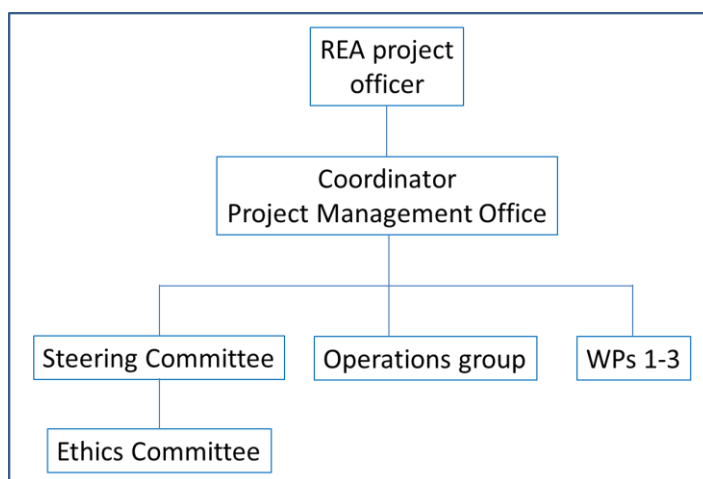 REA project
officer
Coordinator
Project Management Office
Steering Committee
Operations group
WPs 1-3
Ethics Committee